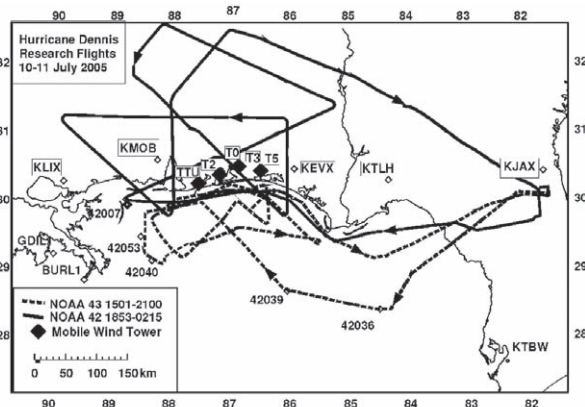 90 89 88 87 86 85 84 83 82
Hurricane Dennis
Research Flights
10-11 July 2005
32
32
31
31
KMOB
T0
KLIX
T2
T3
T5
KEVX
KTLH
KJAX
TTU
30
30
42007
42053
GDIL1
42040
BURL1
29
29
42039
42036
NOAA 43 1501-2100
NOAA 42 1853-0215
Mobile Wind Tower
28
28
KTBW
0 50 100 150km
90 89 88 87 86 85 84 83 82